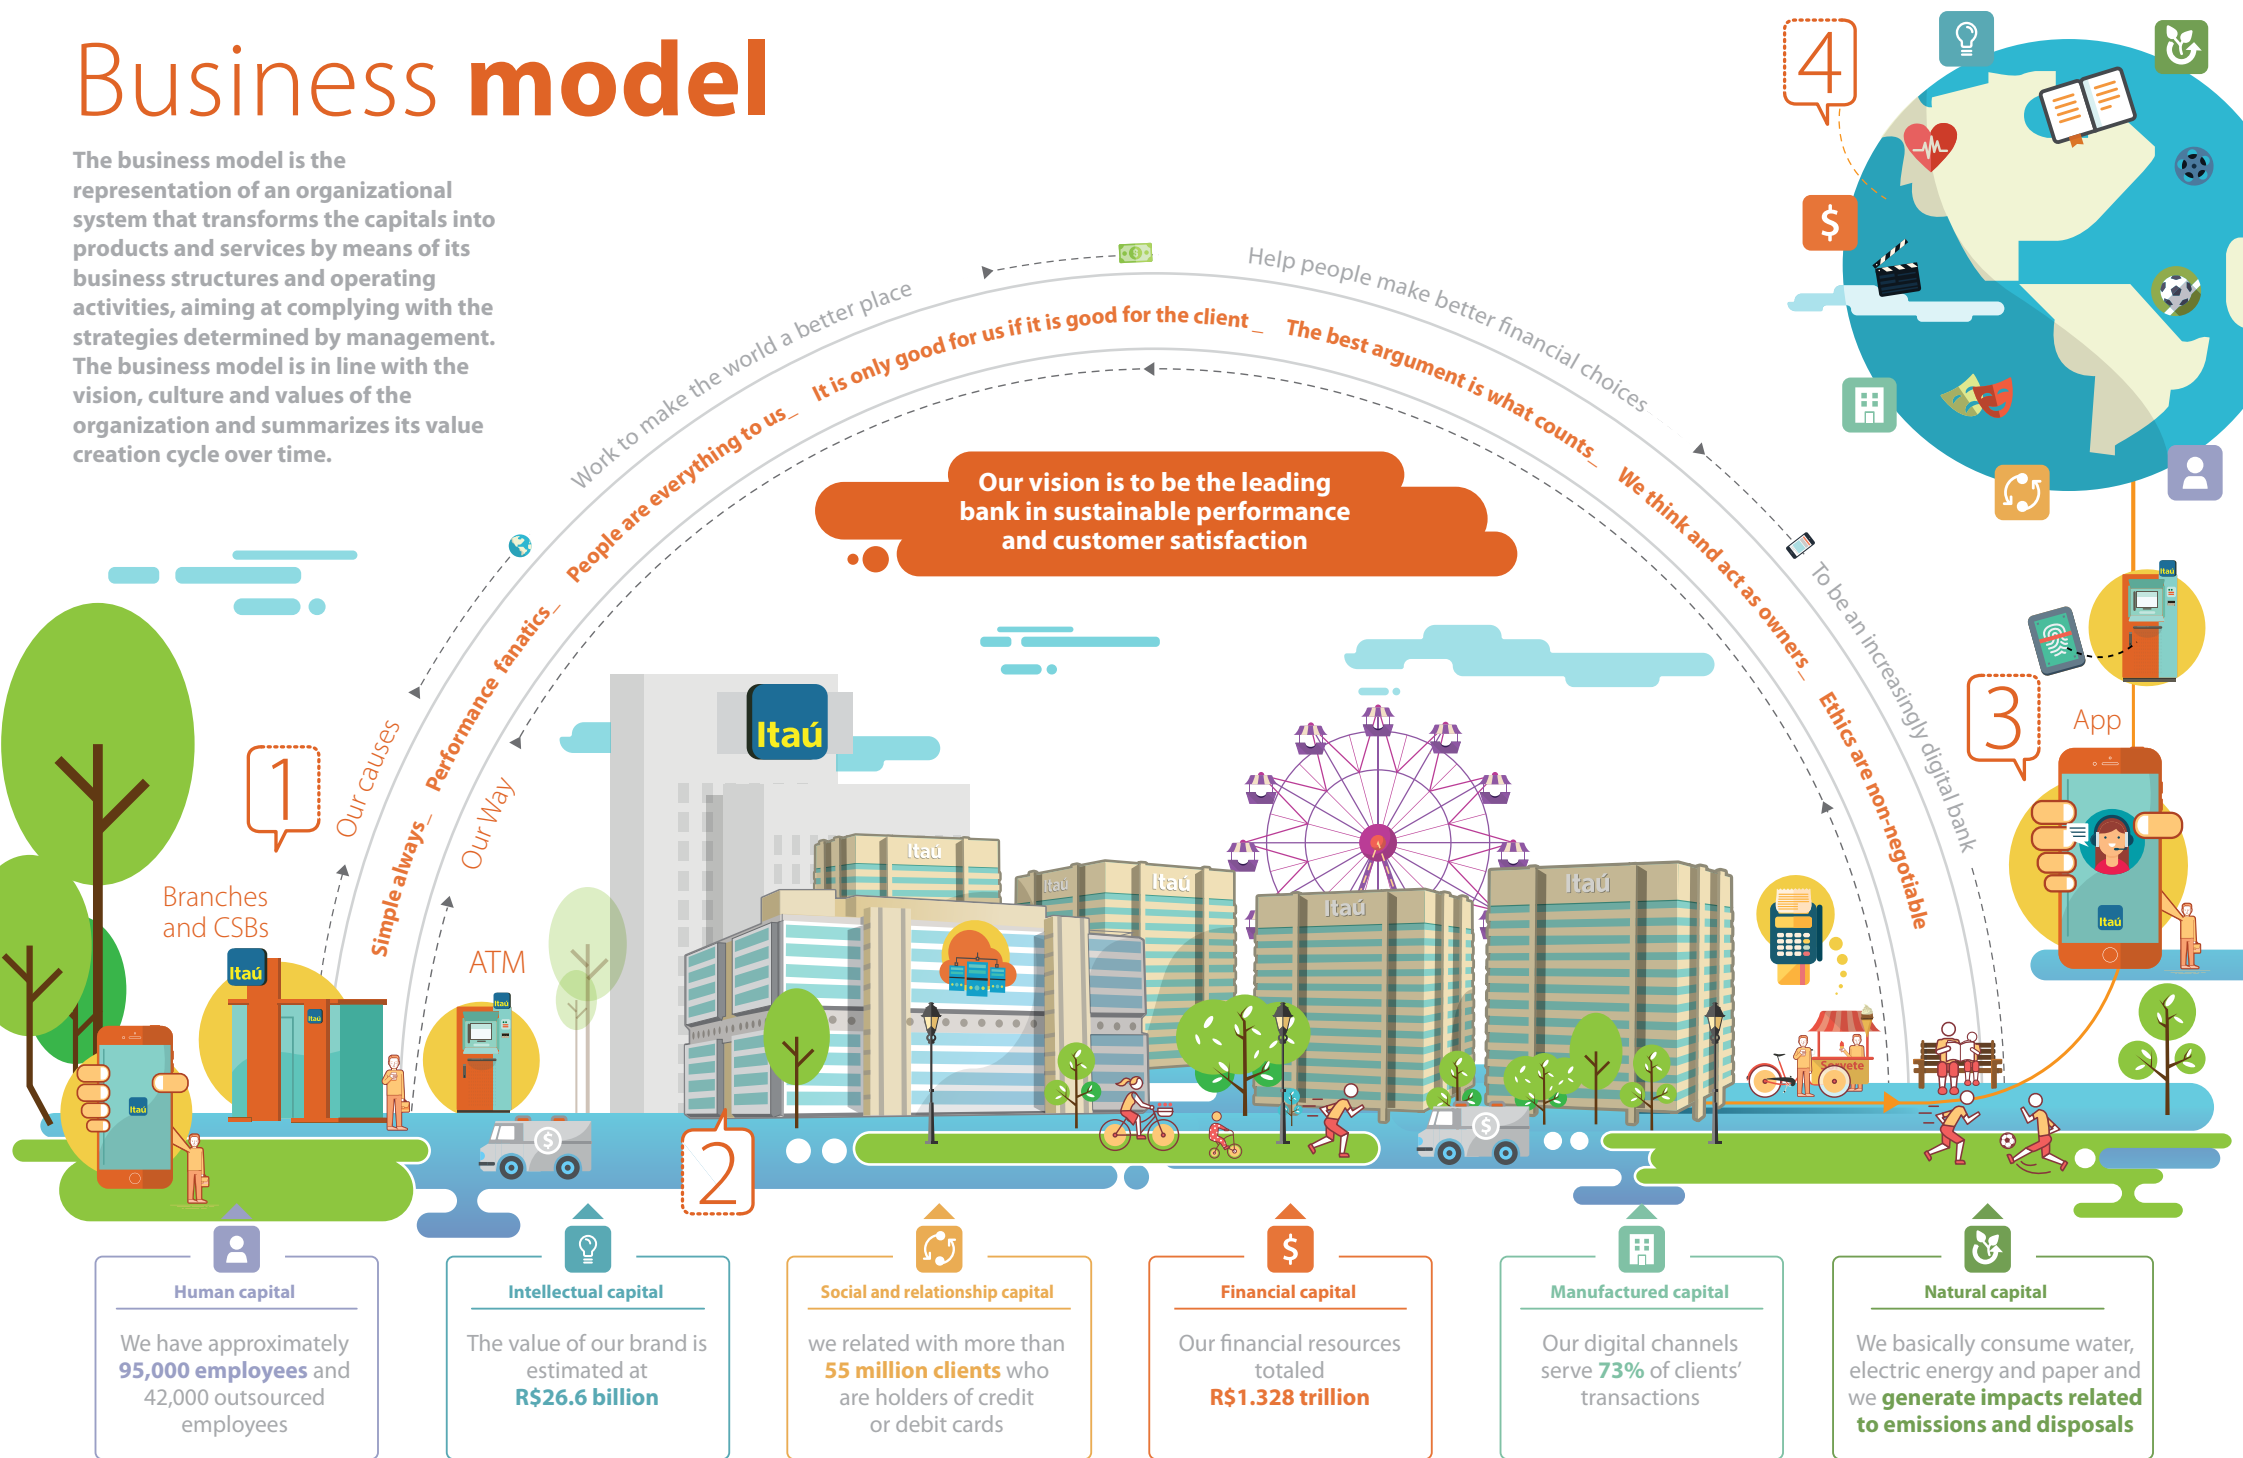 Business model
The business model is the
representation of an organizational
system that transforms the capitals into
products and services by means of its
business structures and operating
activities, aiming at complying with the
strategies determined by management.
The business model is in line with the
vision, culture and values of the
organization and summarizes its value
creation cycle over time.
4
$
Work to make the world a better place
Help people make better financial choices
To be an increasingly digital bank
Our causes
Simple always_ Performance fanatics_ People are everything to us_ It is only good for us if it is good for the client_ The best argument is what counts_ We think and act as owners_ Ethics are non-negotiable
Our Way
Our vision is to be the leading
bank in sustainable performance
and customer satisfaction
1
Branches
and CSBs
Itaú
Itaú
Itaú
ATM
Itaú
Itaú
Itaú
Itaú
Itaú
Itaú
Itaú
2
$
$
Sorvete
3
App
Itaú
Itaú
Human capital
We have approximately
95,000 employees and
42,000 outsourced
employees
Intellectual capital
The value of our brand is
estimated at
R$26.6 billion
Social and relationship capital
we related with more than
55 million clients who
are holders of credit
or debit cards
$
Financial capital
Our financial resources
totaled
R$1.328 trillion
Manufactured capital
Our digital channels
serve 73% of clients'
transactions
Natural capital
We basically consume water,
electric energy and paper and
we generate impacts related
to emissions and disposals